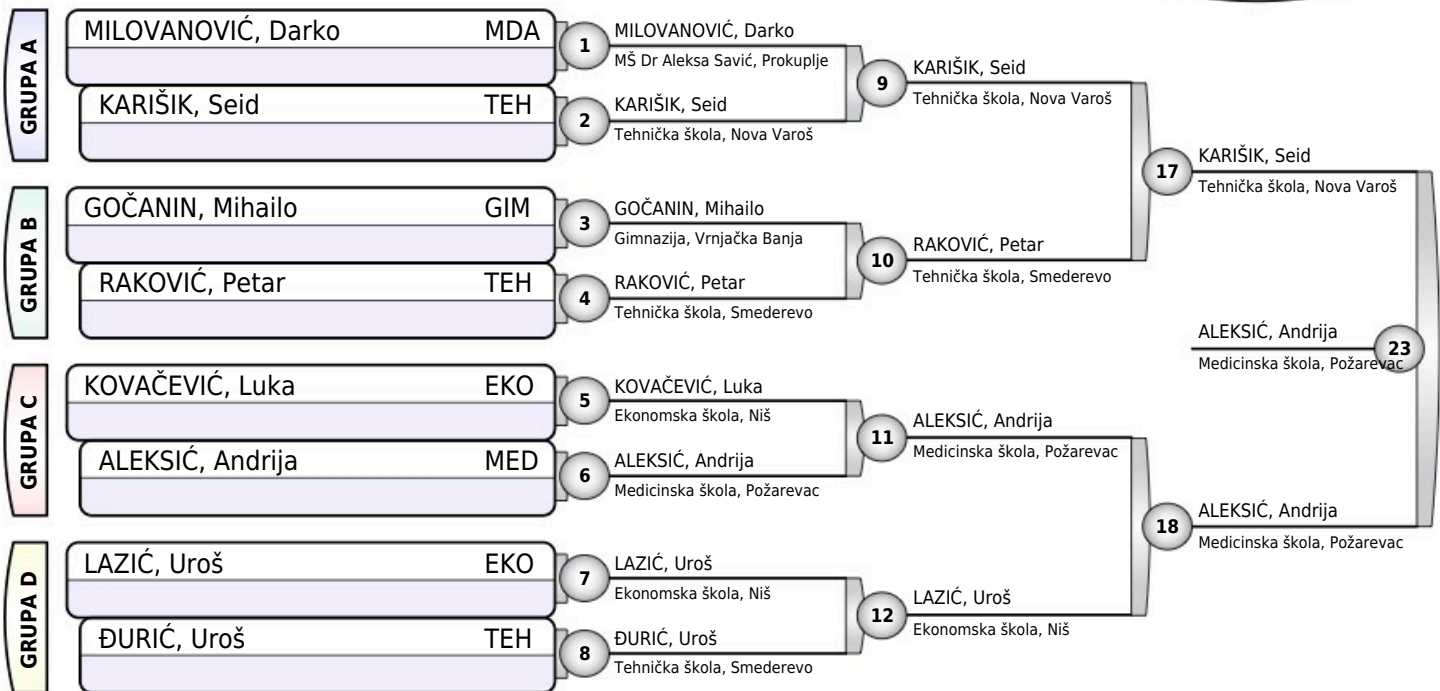 GRUPA A
MILOVANOVIĆ, Darko MDA
KARIŠIK, Seid TEH
GRUPA B
GOČANIN, Mihailo GIM
RAKOVIĆ, Petar TEH
GRUPA C
KOVAČEVIĆ, Luka EKO
ALEKSIĆ, Andrija MED
GRUPA D
LAZIĆ, Uroš EKO
ĐURIĆ, Uroš TEH
1
MILOVANOVIĆ, Darko
MŠ Dr Aleksa Savić, Prokuplje
2
KARIŠIK, Seid
Tehnička škola, Nova Varoš
3
GOČANIN, Mihailo
Gimnazija, Vrnjačka Banja
4
RAKOVIĆ, Petar
Tehnička škola, Smederevo
5
KOVAČEVIĆ, Luka
Ekonomska škola, Niš
6
ALEKSIĆ, Andrija
Medicinska škola, Požarevac
7
LAZIĆ, Uroš
Ekonomska škola, Niš
8
ĐURIĆ, Uroš
Tehnička škola, Smederevo
9
KARIŠIK, Seid
Tehnička škola, Nova Varoš
10
RAKOVIĆ, Petar
Tehnička škola, Smederevo
11
ALEKSIĆ, Andrija
Medicinska škola, Požarevac
12
LAZIĆ, Uroš
Ekonomska škola, Niš
17
KARIŠIK, Seid
Tehnička škola, Nova Varoš
18
ALEKSIĆ, Andrija
Medicinska škola, Požarevac
ALEKSIĆ, Andrija
23
Medicinska škola, Požarevac